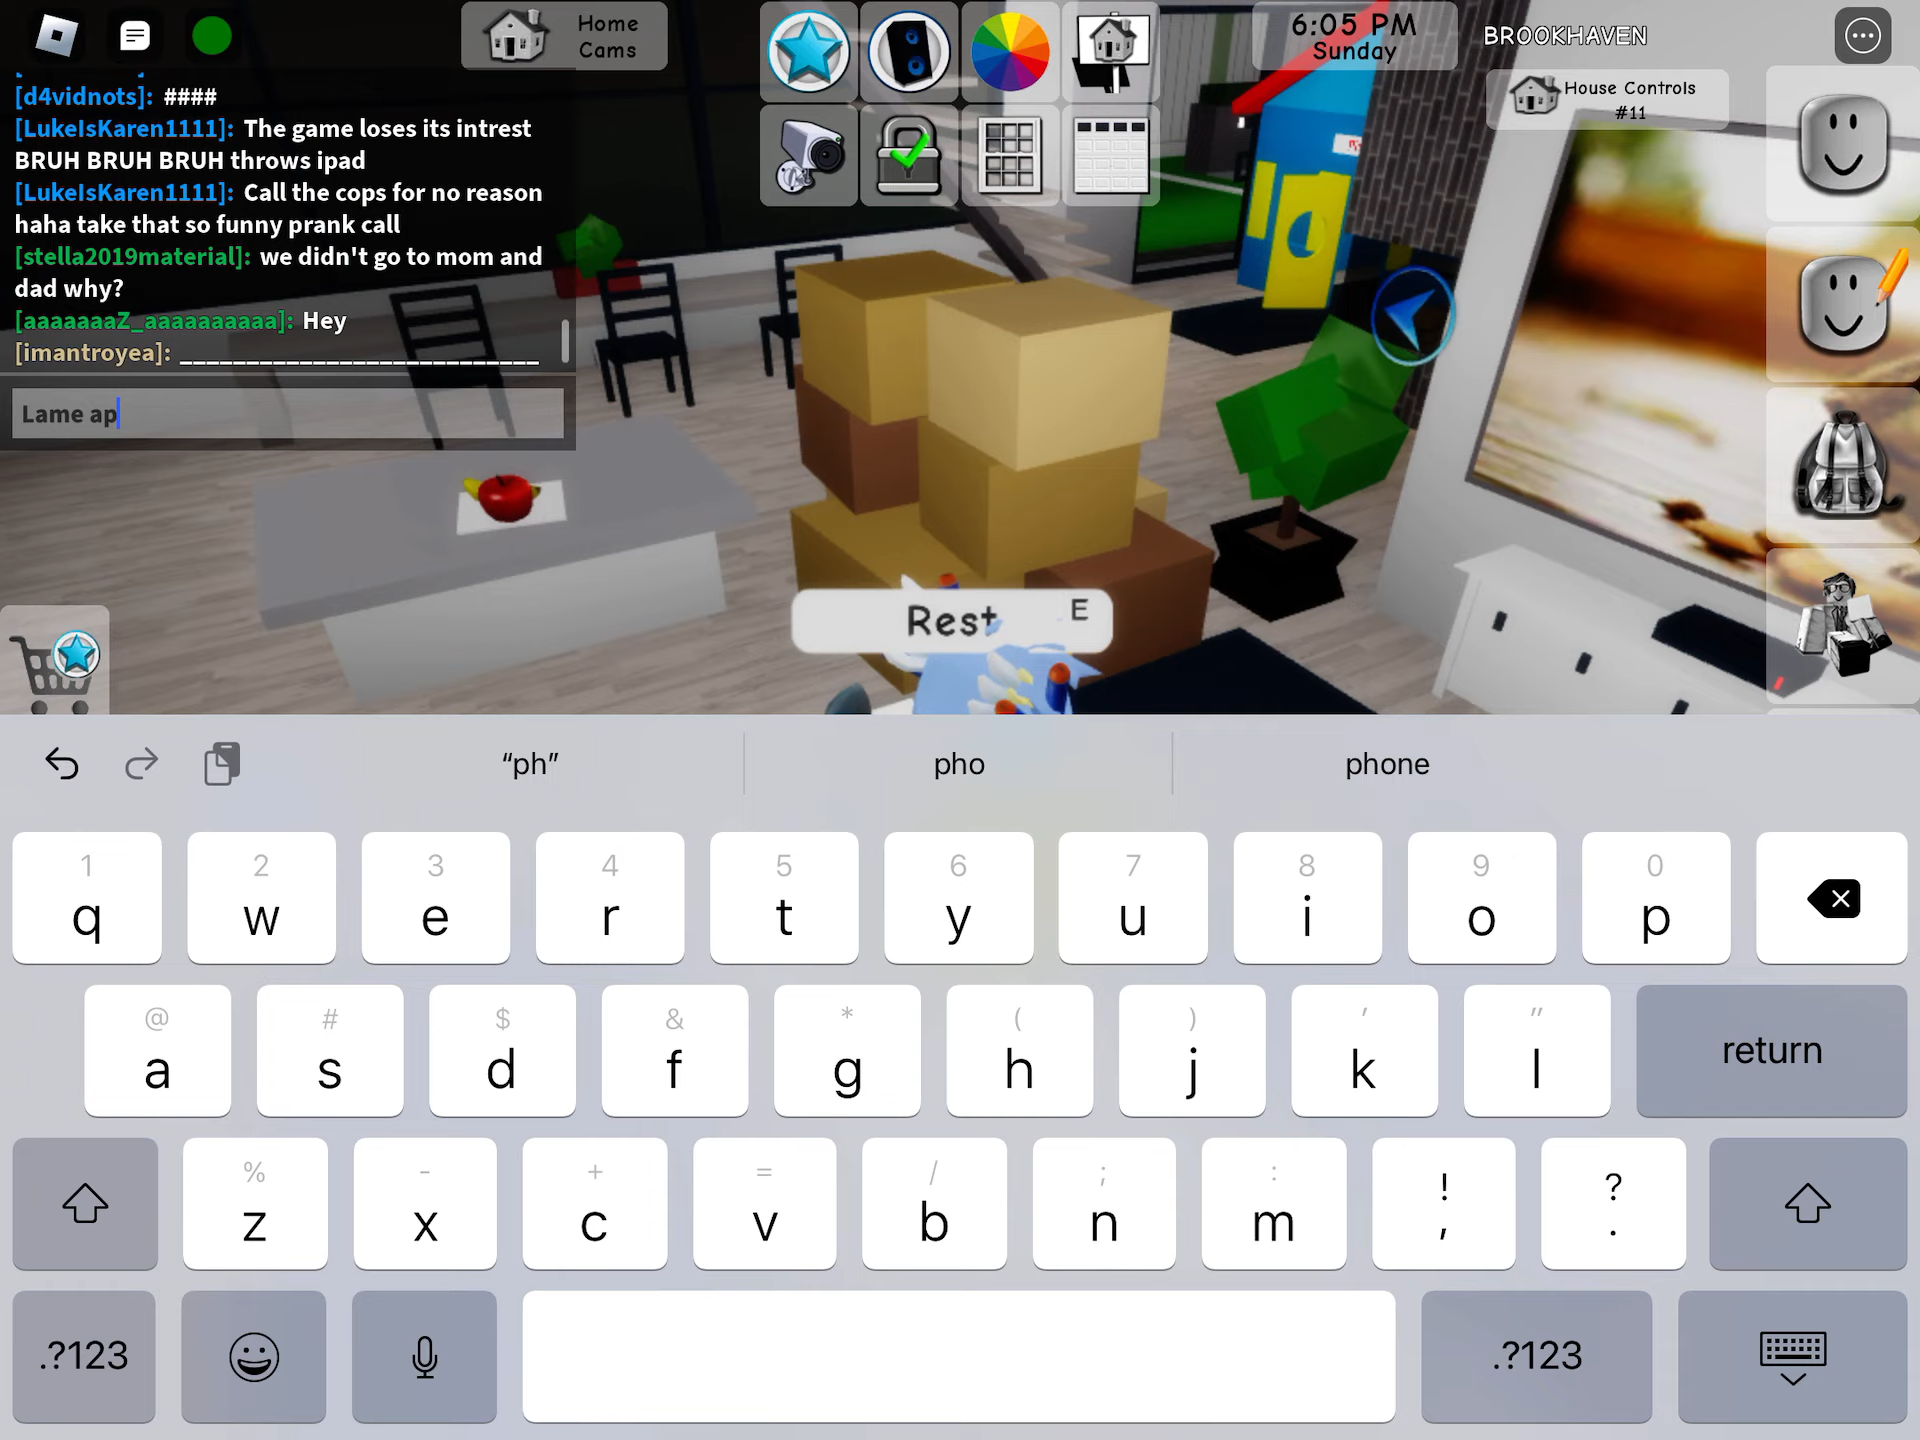 Home
Cams
6:05 PM
Sunday
BROOKHAVEN
House Controls
#11
[d4vidnots]: ####
[LukeIsKaren1111]: The game loses its intrest
BRUH BRUH BRUH throws ipad
[LukeIsKaren1111]: Call the cops for no reason
haha take that so funny prank call
[stella2019material]: we didn't go to mom and
dad why?
[aaaaaaaZ_aaaaaaaaaa]: Hey
[imantroyea]: ___________________________
Lame ap
Rest E
“ph” pho phone
1 2 3 4 5 6 7 8 9 0
q w e r t y u i o p
@ # $ & * ( ) ' "
a s d f g h j k l return
% - + = / ; : ! ?
z x c v b n m , .
.?123 .?123